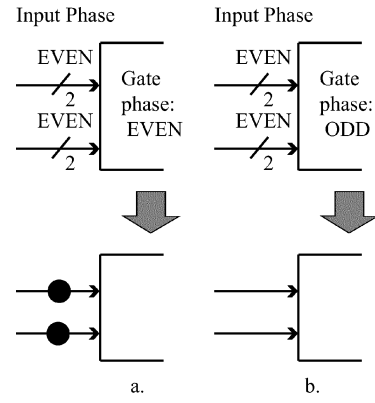 Input Phase
EVEN
2
EVEN
2
Gate
phase:
EVEN
a.
Input Phase
EVEN
2
EVEN
2
Gate
phase:
ODD
b.